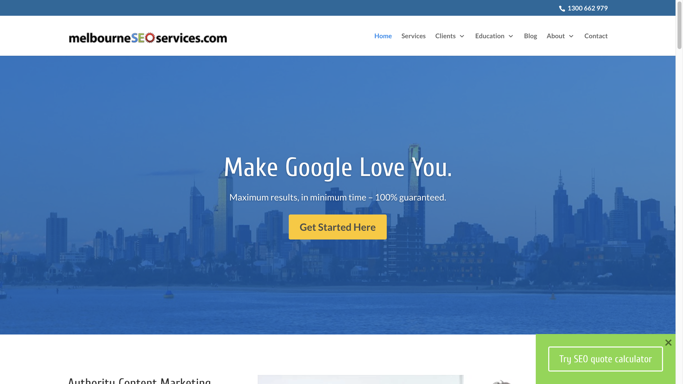 1300 662 979
melbourneSEOservices.com
Home Services Clients Education Blog About Contact
Make Google Love You.
Maximum results, in minimum time – 100% guaranteed.
Get Started Here
Try SEO quote calculator
Authority Content Marketing